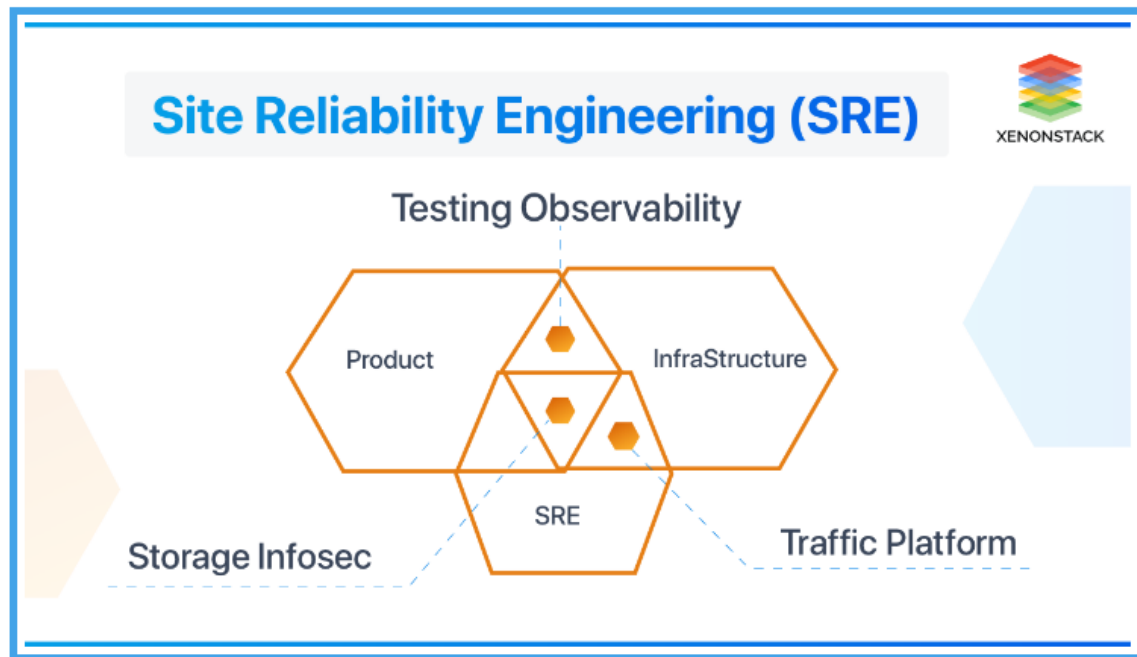 Site Reliability Engineering (SRE)
XENONSTACK
Testing Observability
Product
InfraStructure
SRE
Storage Infosec
Traffic Platform